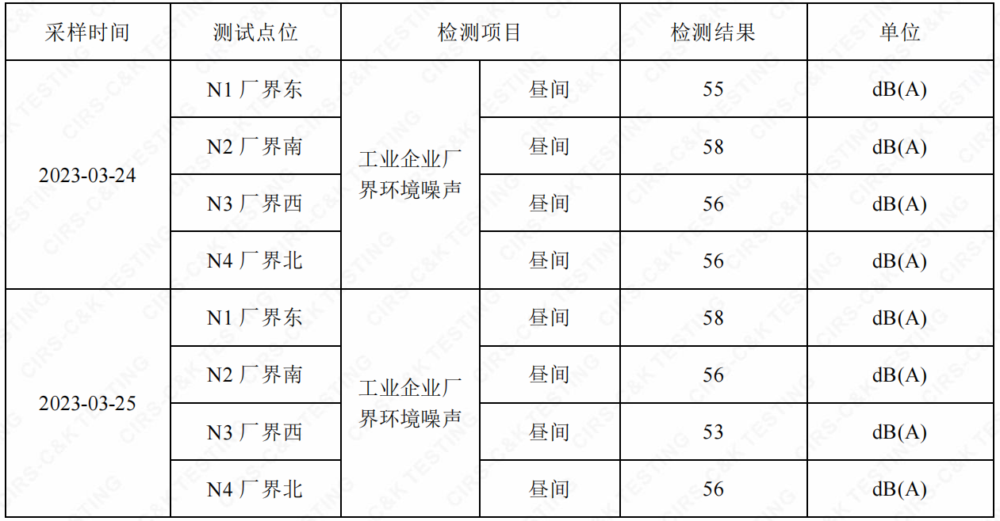 采样时间 测试点位 检测项目 检测结果 单位
2023-03-24
工业企业厂
界环境噪声
N1 厂界东 昼间 55 dB(A)
N2 厂界南 昼间 58 dB(A)
N3 厂界西 昼间 56 dB(A)
N4 厂界北 昼间 56 dB(A)
2023-03-25
工业企业厂
界环境噪声
N1 厂界东 昼间 58 dB(A)
N2 厂界南 昼间 56 dB(A)
N3 厂界西 昼间 53 dB(A)
N4 厂界北 昼间 56 dB(A)
CIRS-C&K TESTING